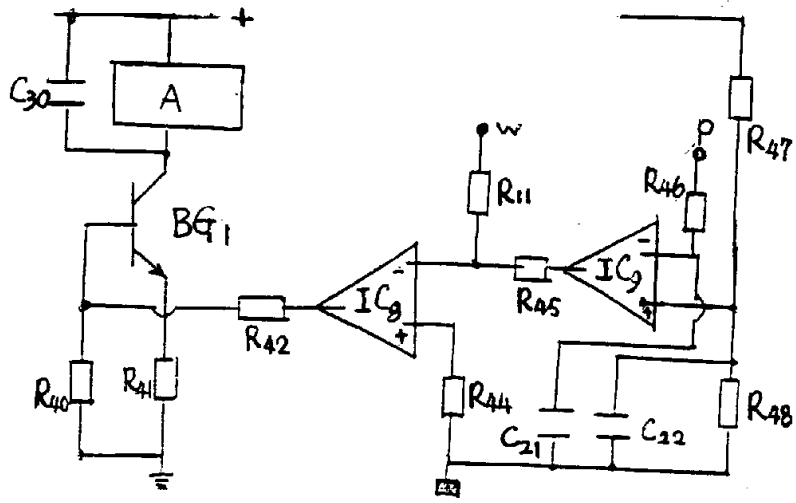 +
C30
A
W
P
R47
R46
R11
BG1
-
-
IC9
IC8
R45
+
+
R42
R40
R41
R44
R48
C21
C22